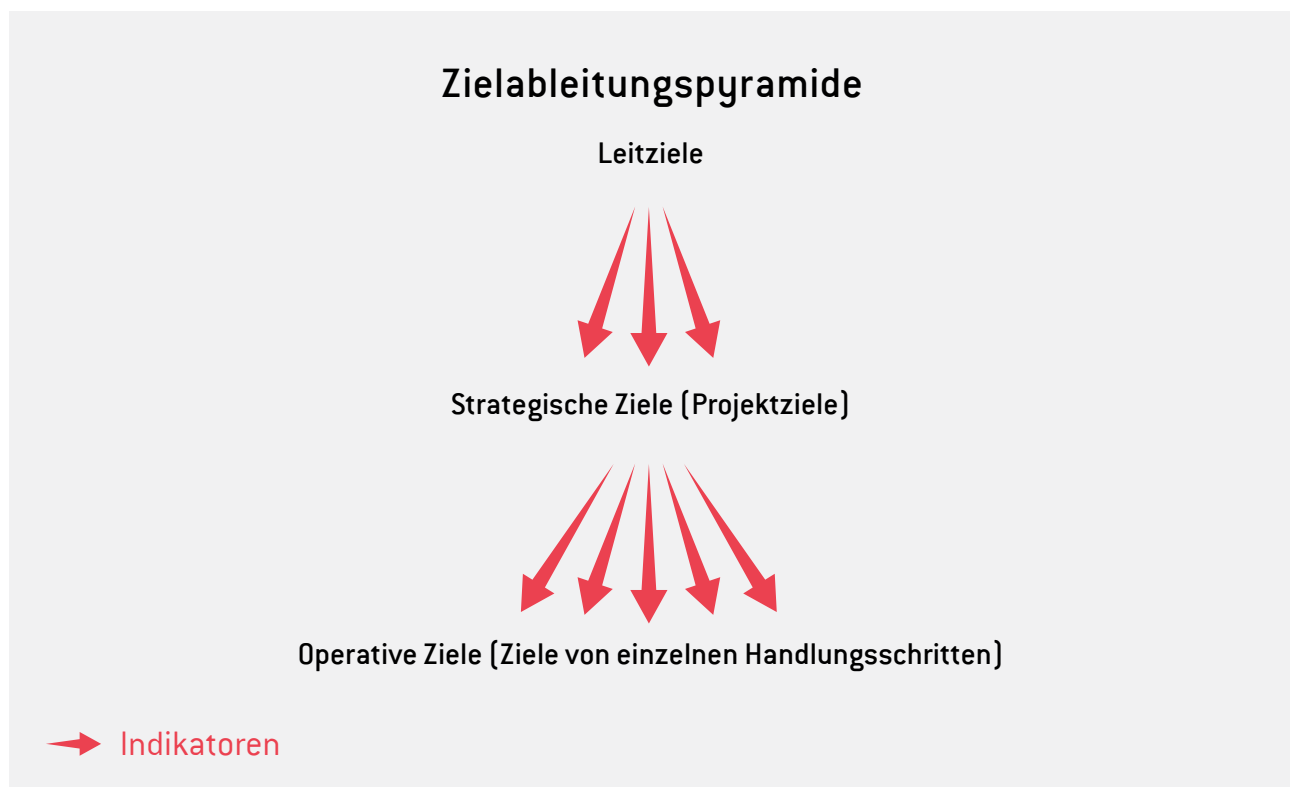 Zielableitungspyramide
Leitziele
Strategische Ziele (Projektziele)
Operative Ziele (Ziele von einzelnen Handlungsschritten)
Indikatoren